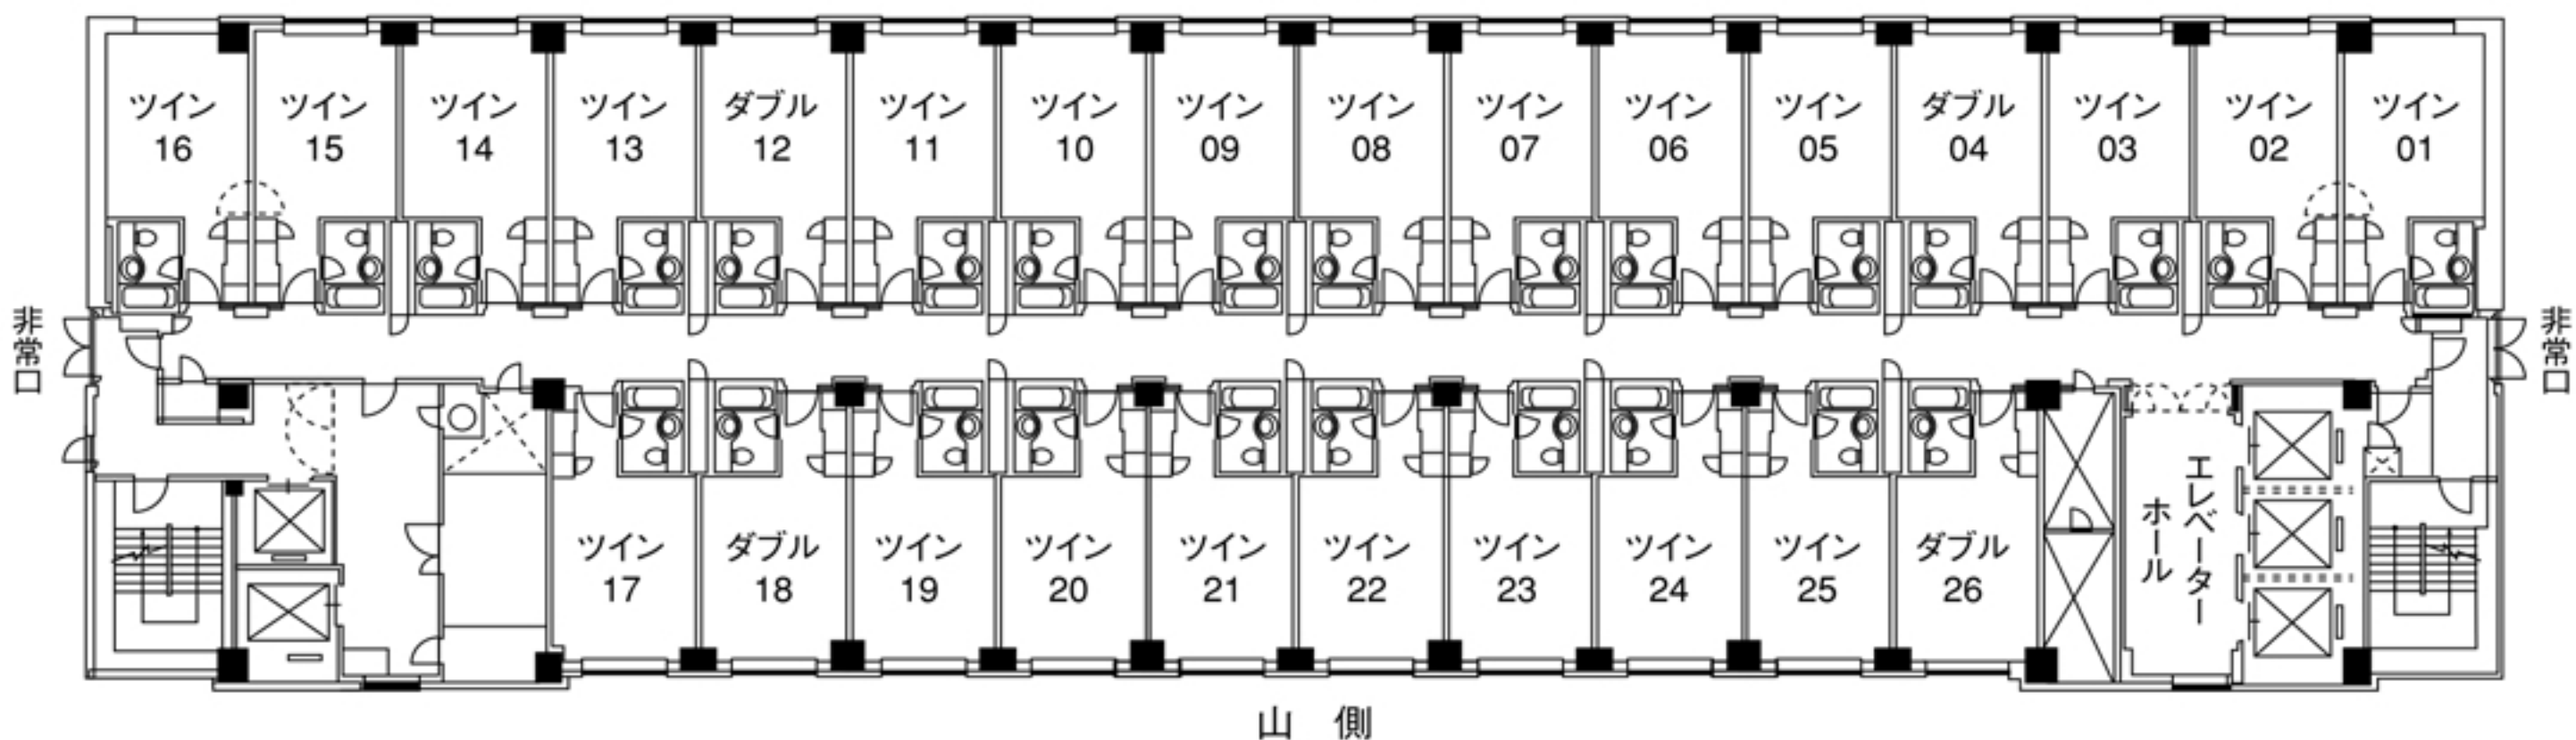 ツイン
16
ツイン
15
ツイン
14
ツイン
13
ダブル
12
ツイン
11
ツイン
10
ツイン
09
ツイン
08
ツイン
07
ツイン
06
ツイン
05
ダブル
04
ツイン
03
ツイン
02
ツイン
01
非常口
非常口
ツイン
17
ダブル
18
ツイン
19
ツイン
20
ツイン
21
ツイン
22
ツイン
23
ツイン
24
ツイン
25
ダブル
26
エレベーター
ホール
山側